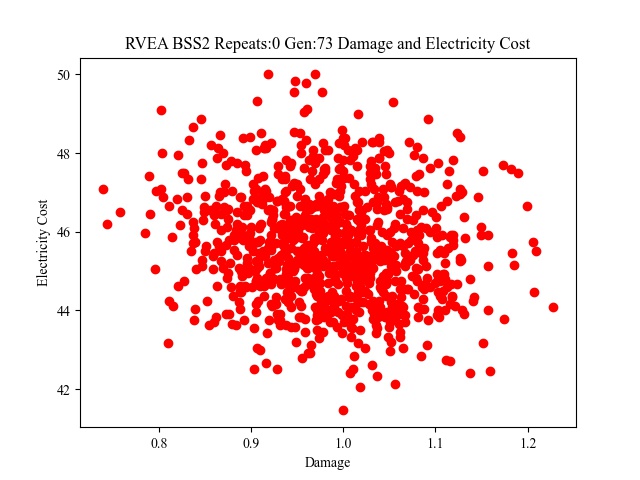 RVEA BSS2 Repeats:0 Gen:73 Damage and Electricity Cost
50
48
46
44
42
Electricity Cost
0.8 0.9 1.0 1.1 1.2
Damage